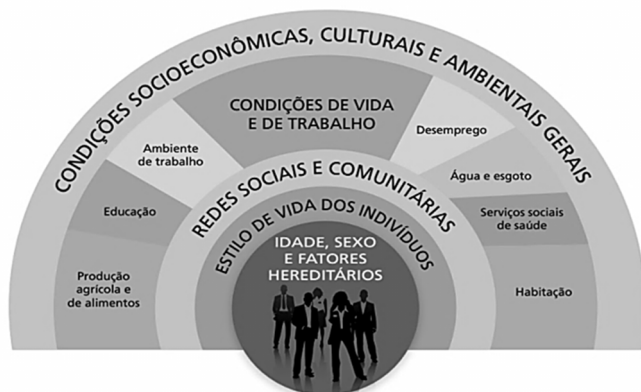 CONDIÇÕES SOCIOECONÔMICAS, CULTURAIS E AMBIENTAIS GERAIS
CONDIÇÕES DE VIDA
E DE TRABALHO
Ambiente
de trabalho
Desemprego
Educação
Água e esgoto
Produção
agrícola e
de alimentos
Serviços sociais
de saúde
Habitação
REDES SOCIAIS E COMUNITÁRIAS
ESTILO DE VIDA DOS INDIVÍDUOS
IDADE, SEXO
E FATORES
HEREDITÁRIOS